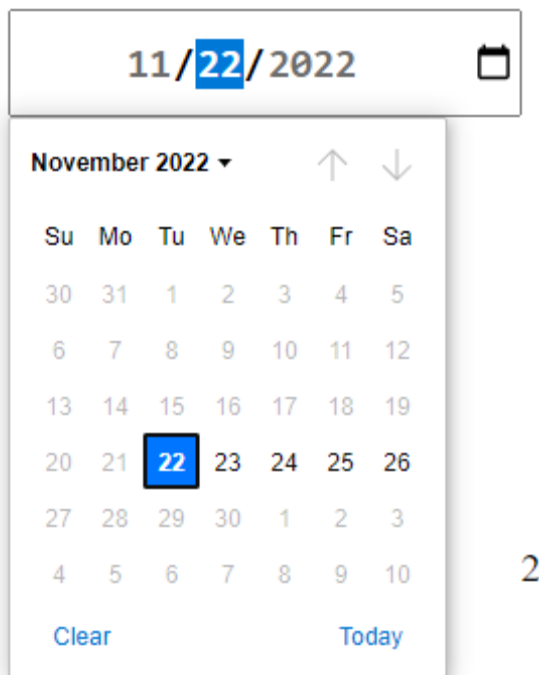 11/22/2022
November 2022
Su Mo Tu We Th Fr Sa
30 31 1 2 3 4 5
6 7 8 9 10 11 12
13 14 15 16 17 18 19
20 21 22 23 24 25 26
27 28 29 30 1 2 3
4 5 6 7 8 9 10
2
Clear Today